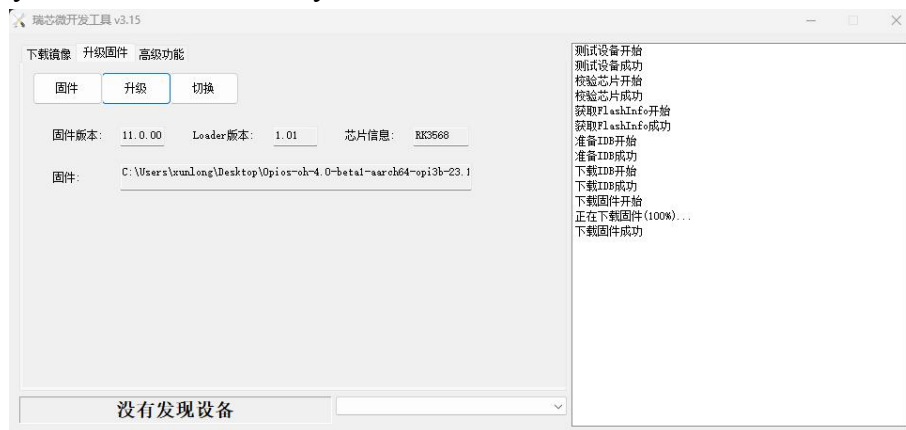 瑞芯微开发工具 v3.15
下载镜像 升级固件 高级功能
固件 升级 切换
固件版本: 11.0.00 Loader版本: 1.01 芯片信息: RK3568
固件: C:\Users\xunlong\Desktop\Opios-oh-4.0-beta1-aarch64-opi3b-23.1
没有发现设备
测试设备开始
测试设备成功
校验芯片开始
校验芯片成功
获取FlashInfo开始
获取FlashInfo成功
准备IDB开始
准备IDB成功
下载IDB开始
下载IDB成功
下载固件开始
正在下载固件(100%)...
下载固件成功